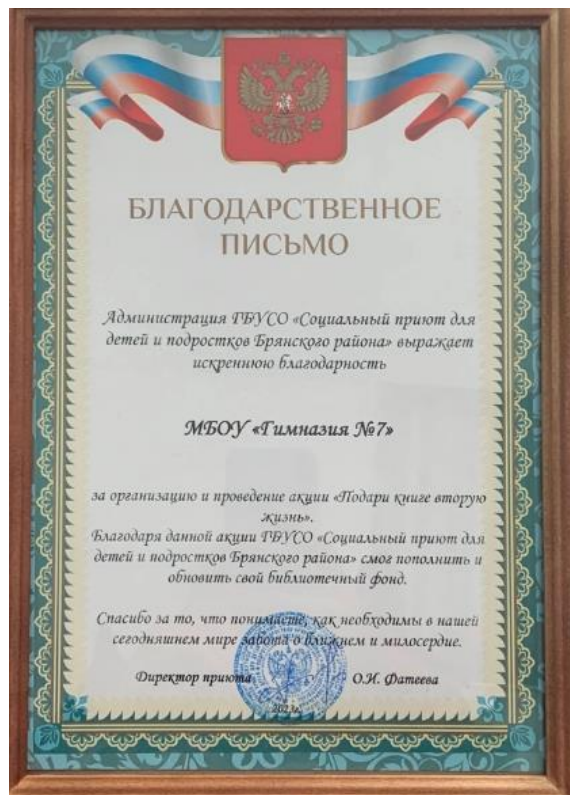 БЛАГОДАРСТВЕННОЕ
ПИСЬМО
Администрация ГБУСО «Социальный приют для
детей и подростков Брянского района» выражает
искреннюю благодарность
МБОУ «Гимназия №7»
за организацию и проведение акции «Подари книге вторую
жизнь».
Благодаря данной акции ГБУСО «Социальный приют для
детей и подростков Брянского района» смог пополнить и
обновить свой библиотечный фонд.
Спасибо за то, что понимаете, как необходимы в нашей
сегодняшнем мире забота о ближнем и милосердие.
Директор приюта О.И. Фатеева